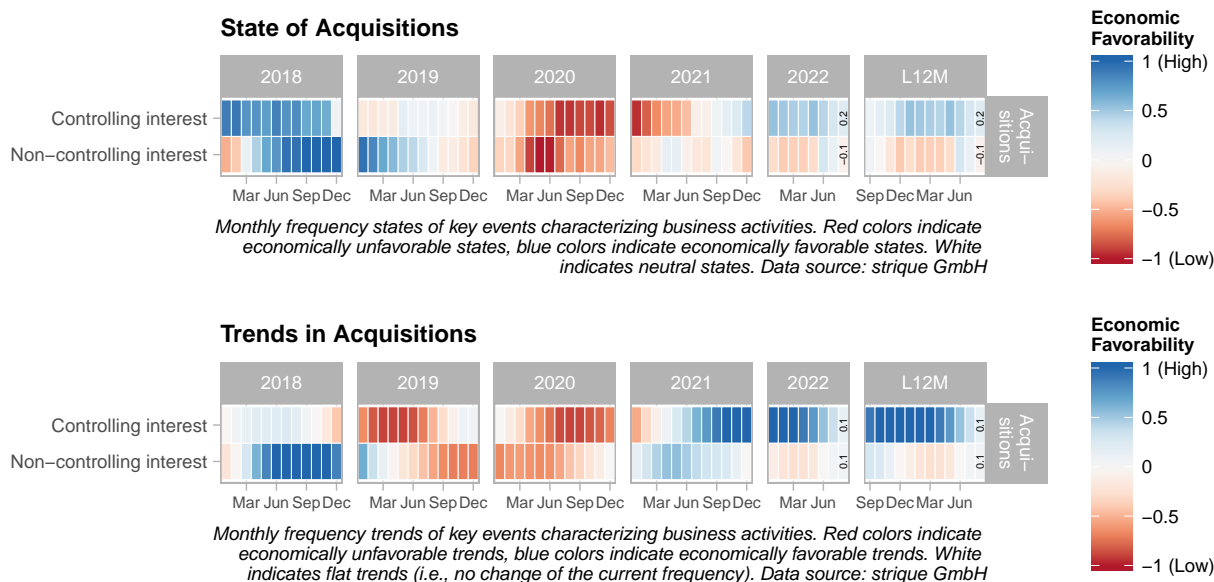 State of Acquisitions
2018 2019 2020 2021 2022 L12M
Controlling interest 0.2
Non−controlling interest −0.1 −0.1
0.2
Acqui−
sitions
Mar Jun Sep Dec Mar Jun Sep Dec Mar Jun Sep Dec Mar Jun Sep Dec Mar Jun Sep Dec Mar Jun
Monthly frequency states of key events characterizing business activities. Red colors indicate
economically unfavorable states, blue colors indicate economically favorable states. White
indicates neutral states. Data source: strique GmbH
Economic
Favorability
1 (High)
0.5
0
−0.5
−1 (Low)
Trends in Acquisitions
2018 2019 2020 2021 2022 L12M
Controlling interest 0.1 0.1
Non−controlling interest 0.1 0.1
Acqui−
sitions
Mar Jun Sep Dec Mar Jun Sep Dec Mar Jun Sep Dec Mar Jun Sep Dec Mar Jun Sep Dec Mar Jun
Monthly frequency trends of key events characterizing business activities. Red colors indicate
economically unfavorable trends, blue colors indicate economically favorable trends. White
indicates flat trends (i.e., no change of the current frequency). Data source: strique GmbH
Economic
Favorability
1 (High)
0.5
0
−0.5
−1 (Low)